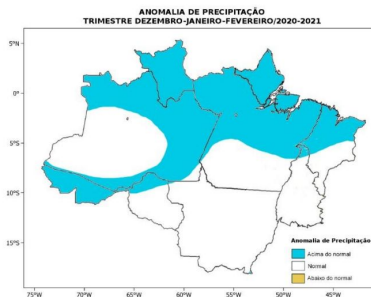 ANOMALIA DE PRECIPITAÇÃO
TRIMESTRE DEZEMBRO-JANEIRO-FEVEREIRO/2020-2021
5°N
0°
5°S
10°S
15°S
Anomalia de Precipitação
Acima do normal
Normal
Abaixo do normal
75°W 70°W 65°W 60°W 55°W 50°W 45°W